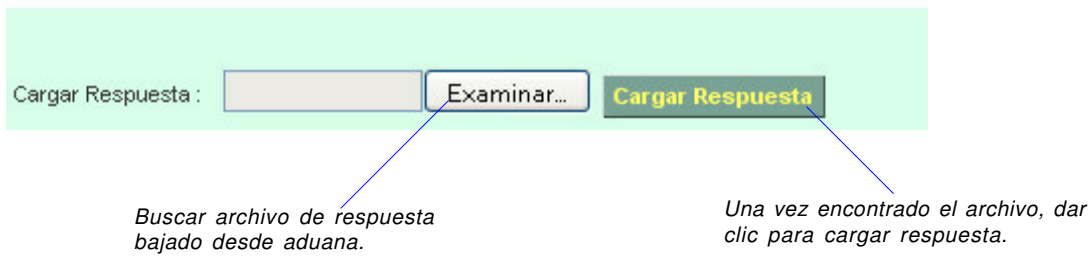 Cargar Respuesta : Examinar... Cargar Respuesta
Buscar archivo de respuesta
bajado desde aduana.
Una vez encontrado el archivo, dar
clic para cargar respuesta.